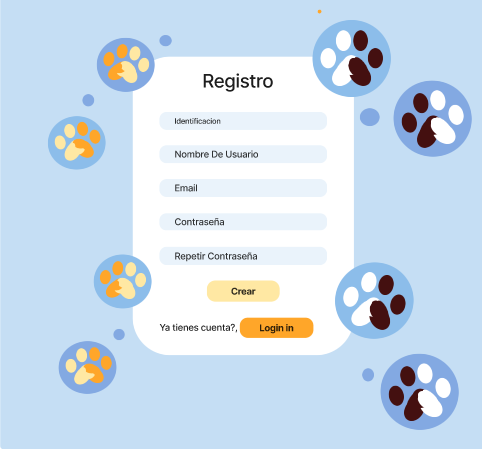 Registro
Identificacion
Nombre De Usuario
Email
Contraseña
Repetir Contraseña
Crear
Ya tienes cuenta?, Login in